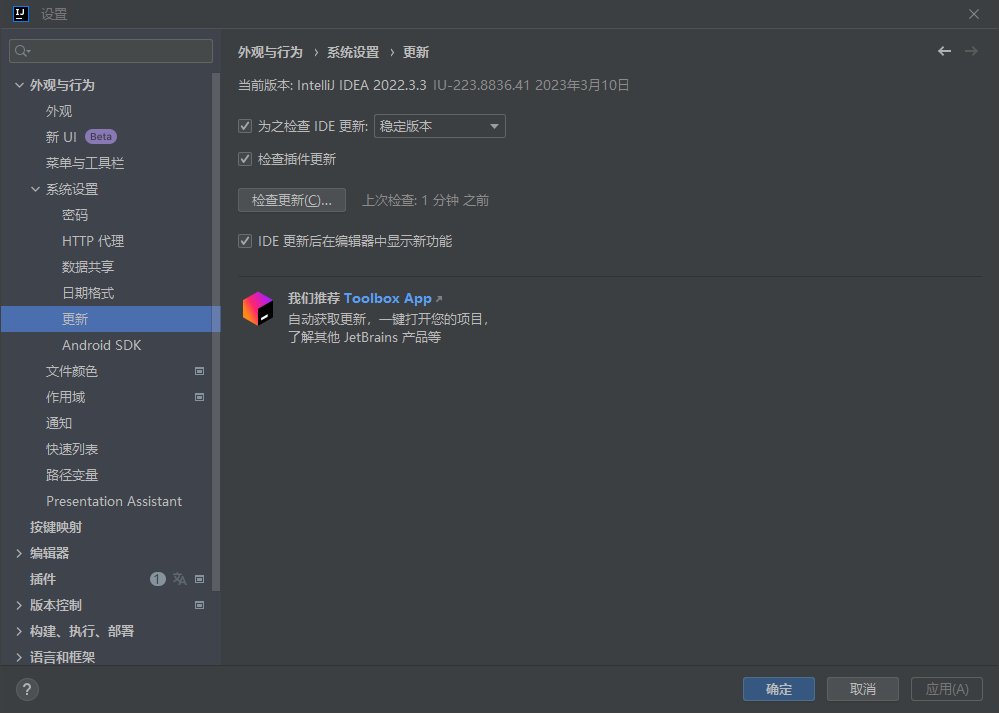 设置
外观与行为
外观
新 UI Beta
菜单与工具栏
系统设置
密码
HTTP 代理
数据共享
日期格式
更新
Android SDK
文件颜色
作用域
通知
快速列表
路径变量
Presentation Assistant
按键映射
编辑器
插件 1
版本控制
构建、执行、部署
语言和框架
外观与行为 › 系统设置 › 更新
当前版本: IntelliJ IDEA 2022.3.3 IU-223.8836.41 2023年3月10日
为之检查 IDE 更新: 稳定版本
检查插件更新
检查更新(C)... 上次检查: 1 分钟 之前
IDE 更新后在编辑器中显示新功能
我们推荐 Toolbox App
自动获取更新，一键打开您的项目，
了解其他 JetBrains 产品等
? 确定 取消 应用(A)